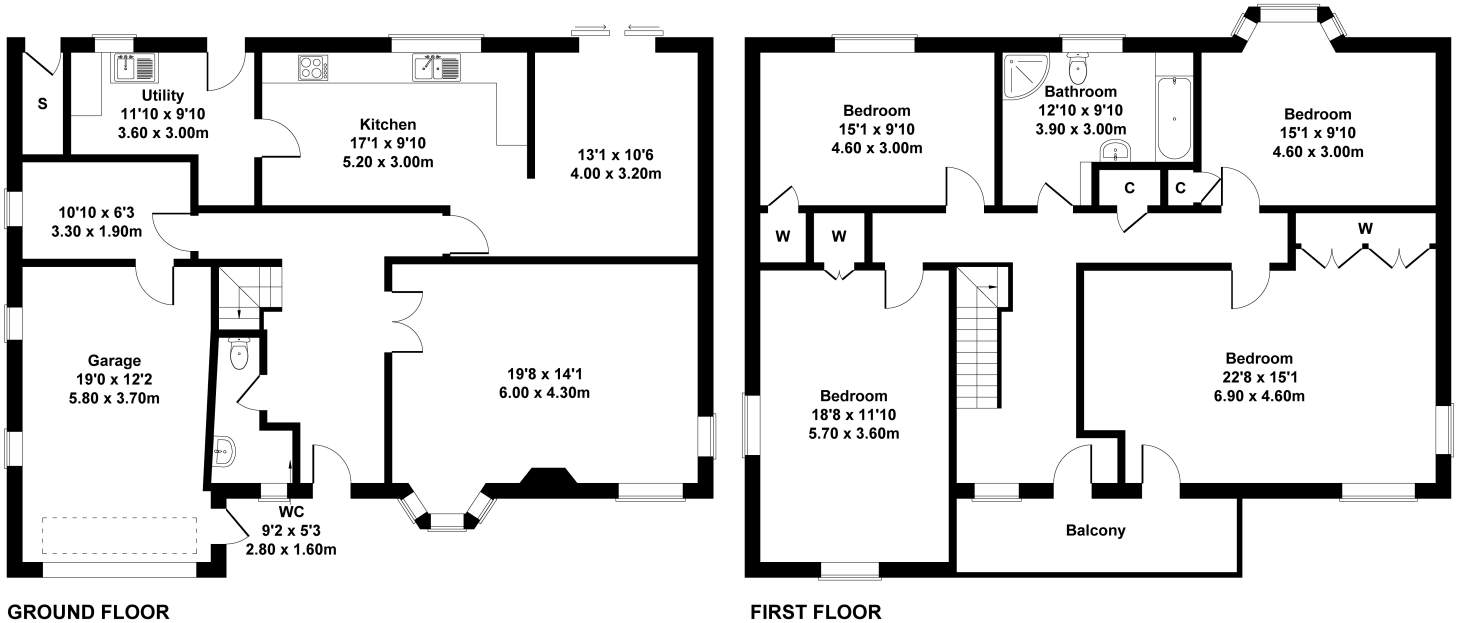 S
Utility
11'10 x 9'10
3.60 x 3.00m
Kitchen
17'1 x 9'10
5.20 x 3.00m
13'1 x 10'6
4.00 x 3.20m
10'10 x 6'3
3.30 x 1.90m
Garage
19'0 x 12'2
5.80 x 3.70m
19'8 x 14'1
6.00 x 4.30m
WC
9'2 x 5'3
2.80 x 1.60m
GROUND FLOOR
Bedroom
15'1 x 9'10
4.60 x 3.00m
Bathroom
12'10 x 9'10
3.90 x 3.00m
Bedroom
15'1 x 9'10
4.60 x 3.00m
C
C
W
W
W
Bedroom
18'8 x 11'10
5.70 x 3.60m
Bedroom
22'8 x 15'1
6.90 x 4.60m
Balcony
FIRST FLOOR